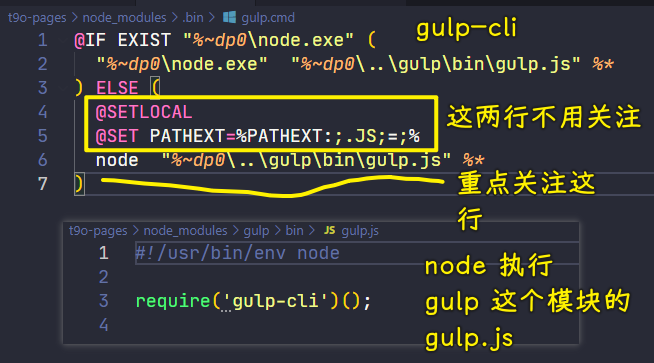 t9o-pages > node_modules > .bin > gulp.cmd
gulp-cli
1 @IF EXIST "%~dp0\node.exe" (
2 "%~dp0\node.exe" "%~dp0\..\gulp\bin\gulp.js" %*
3 ) ELSE (
4 @SETLOCAL
5 @SET PATHEXT=%PATHEXT:;.JS;=;%
这两行不用关注
6 node "%~dp0\..\gulp\bin\gulp.js" %*
7 )
重点关注这
行
t9o-pages > node_modules > gulp > bin > JS gulp.js
1 #!/usr/bin/env node
2
3 require('gulp-cli')();
4
node 执行
gulp 这个模块的
gulp.js